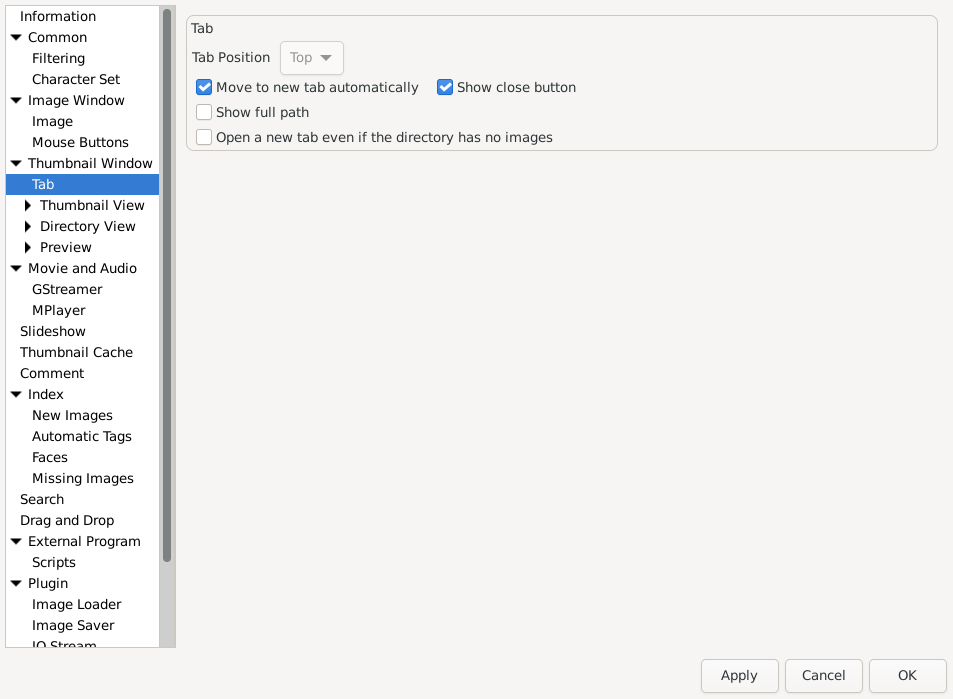 Information
Common
Filtering
Character Set
Image Window
Image
Mouse Buttons
Thumbnail Window
Tab
Thumbnail View
Directory View
Preview
Movie and Audio
GStreamer
MPlayer
Slideshow
Thumbnail Cache
Comment
Index
New Images
Automatic Tags
Faces
Missing Images
Search
Drag and Drop
External Program
Scripts
Plugin
Image Loader
Image Saver
IO Stream
Tab
Tab Position Top
Move to new tab automatically Show close button
Show full path
Open a new tab even if the directory has no images
Apply Cancel OK